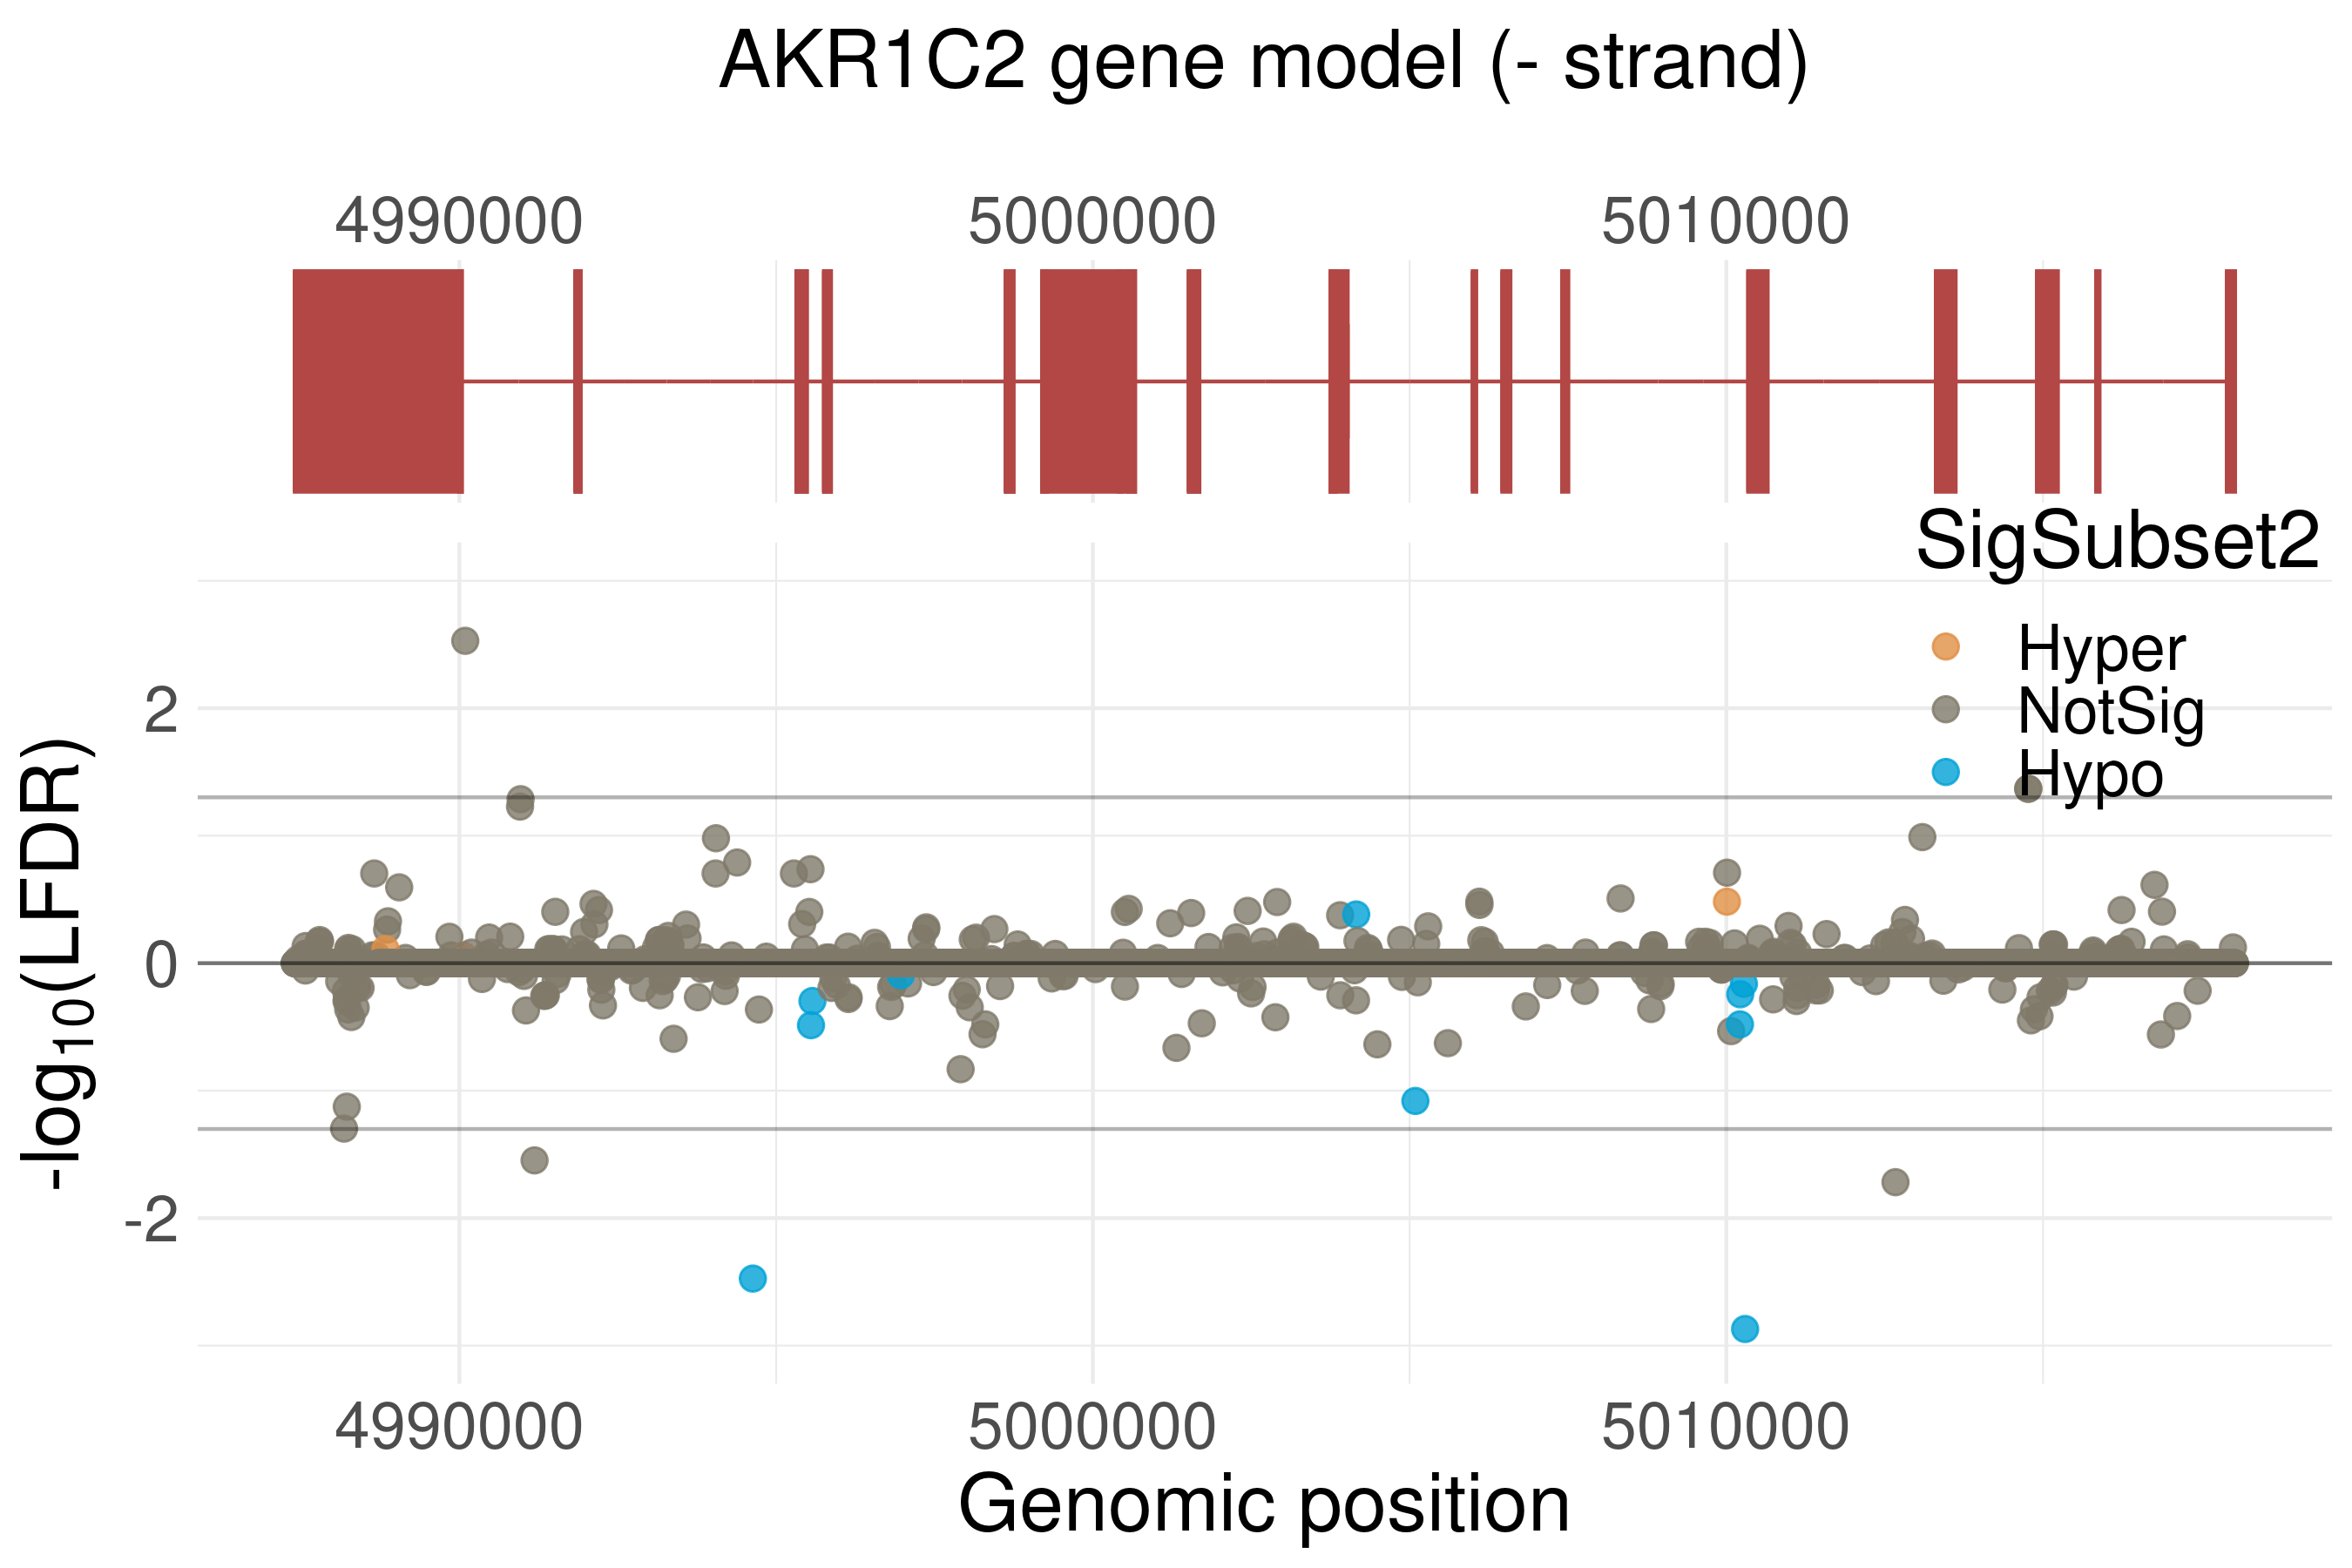 AKR1C2 gene model (- strand)
4990000 5000000 5010000
SigSubset2
Hyper
NotSig
Hypo
2
0
-2
-log10(LFDR)
4990000 5000000 5010000
Genomic position